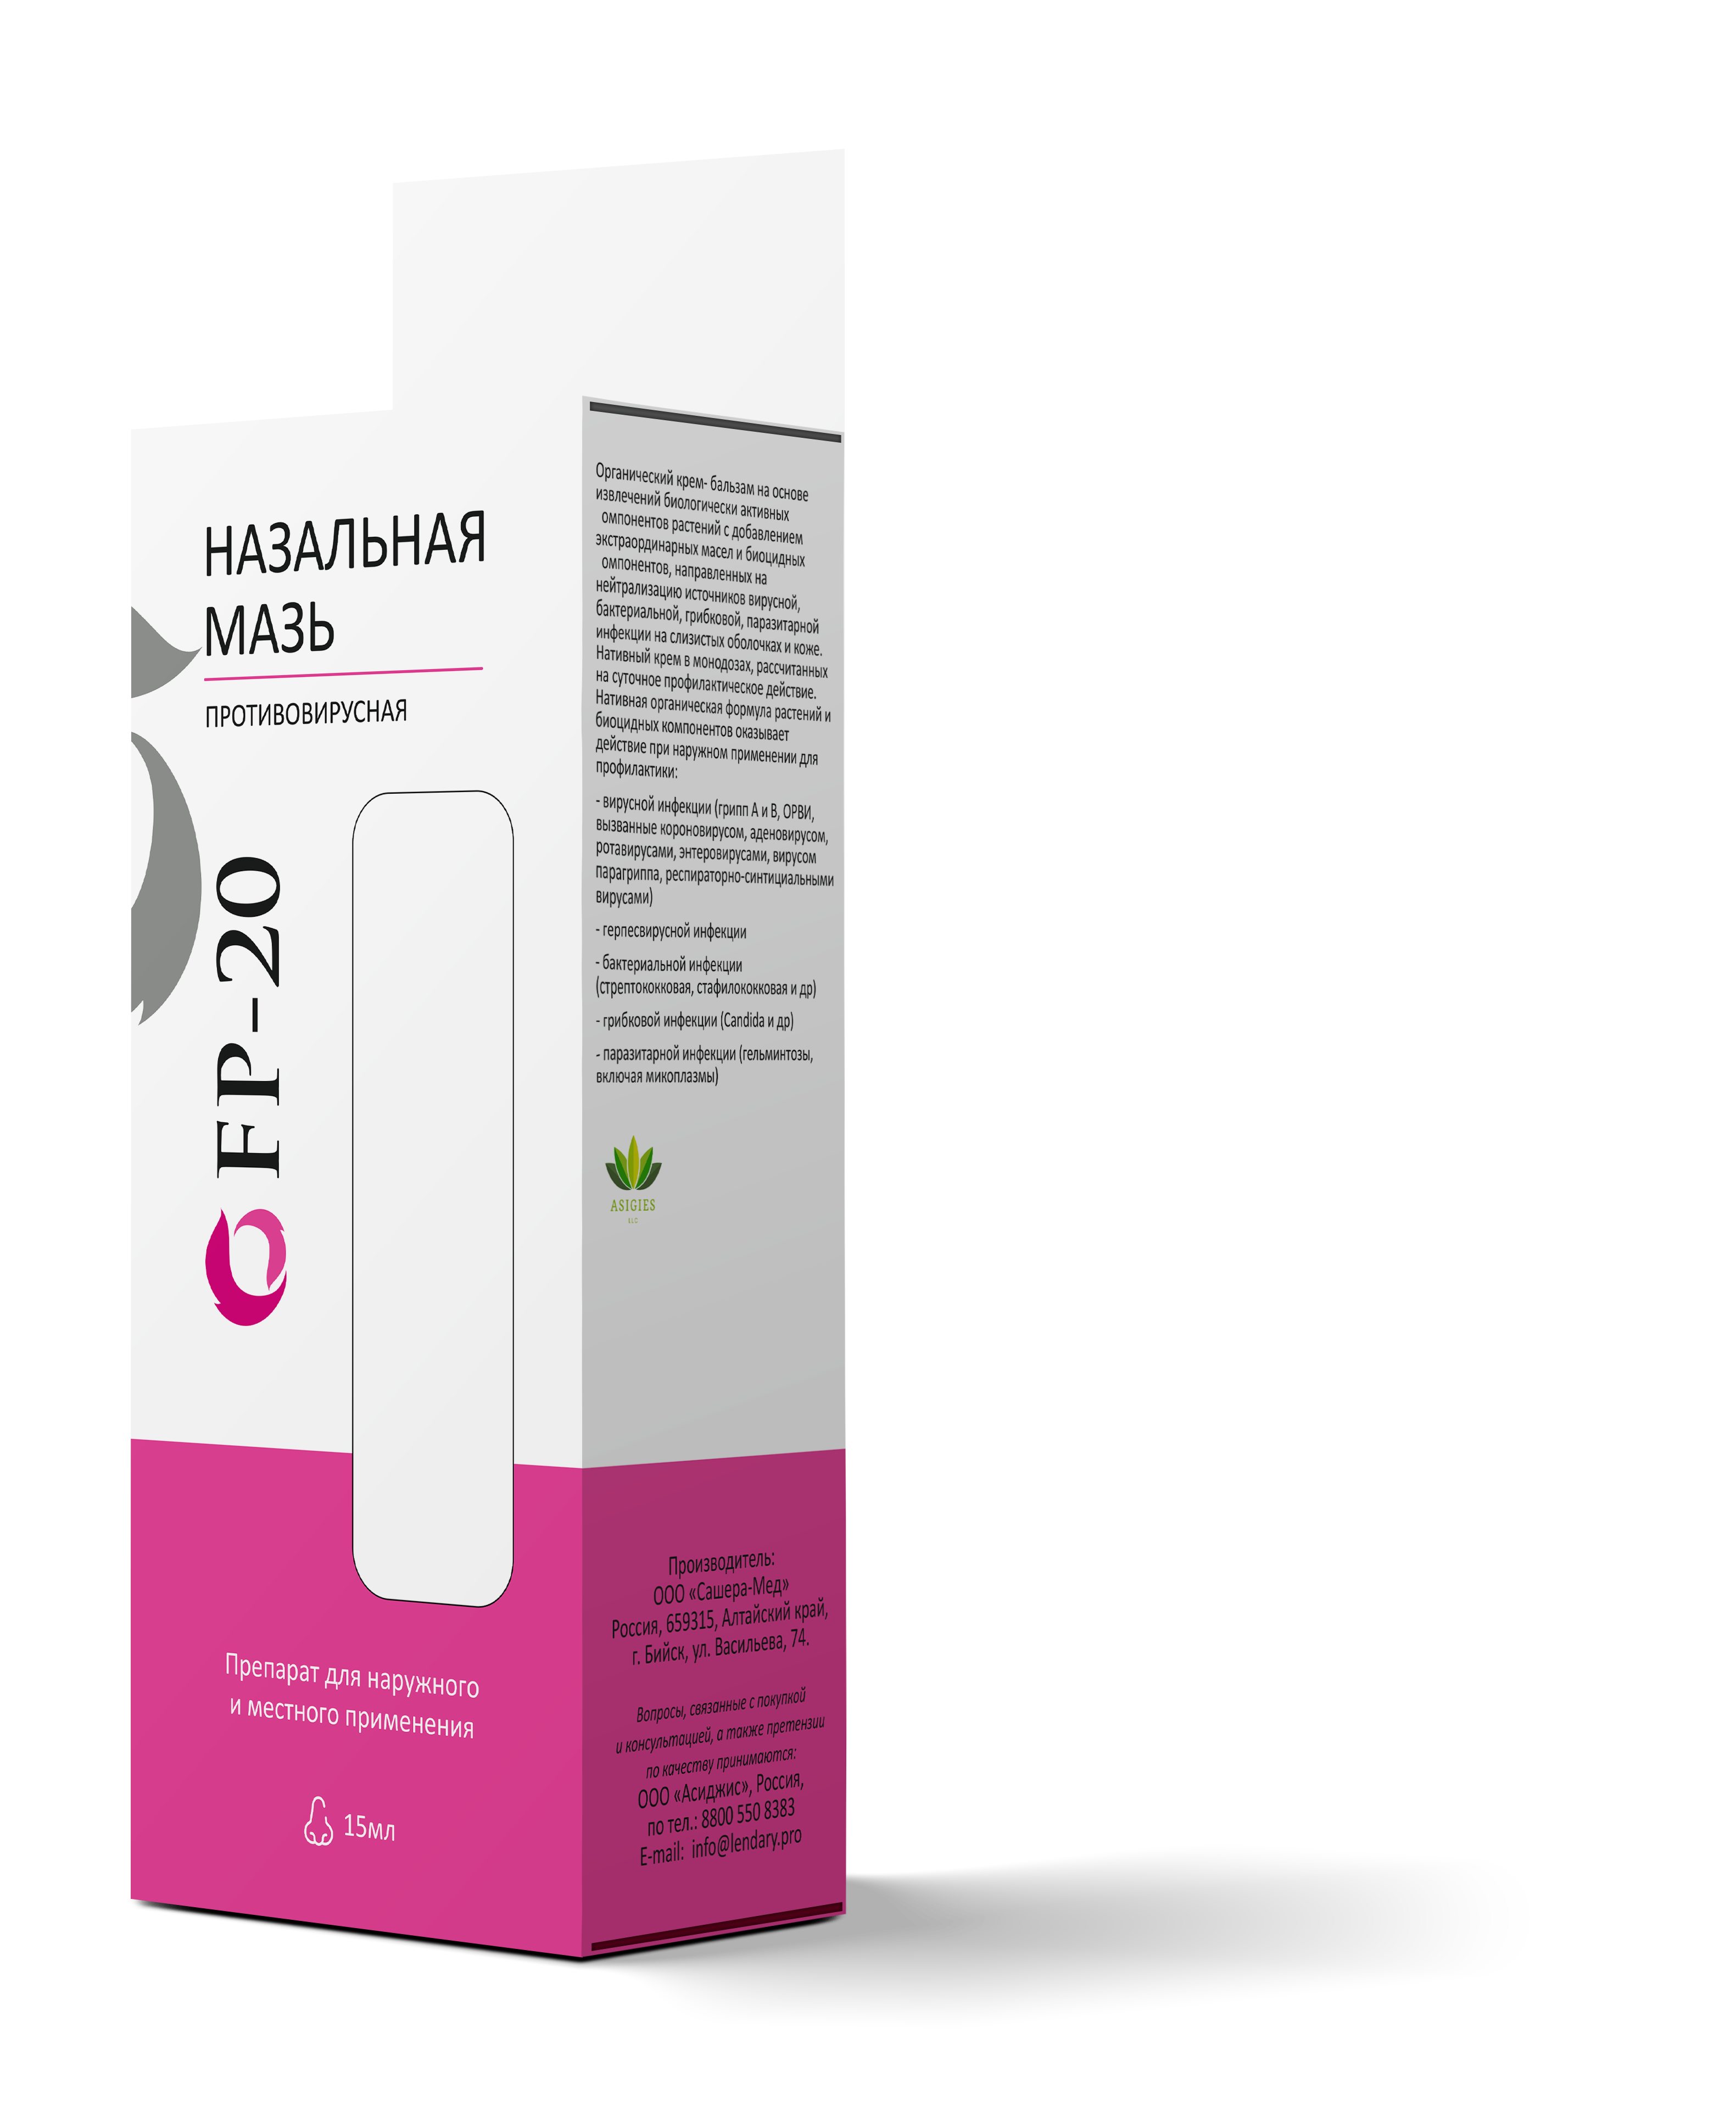 НАЗАЛЬНАЯ
МАЗЬ
ПРОТИВОВИРУСНАЯ
FP-20
Препарат для наружного
и местного применения
15мл
Органический крем- бальзам на основе
извлечений биологически активных
омпонентов растений с добавлением
экстраординарных масел и биоцидных
омпонентов, направленных на
нейтрализацию источников вирусной,
бактериальной, грибковой, паразитарной
инфекции на слизистых оболочках и коже.
Нативный крем в монодозах, рассчитанных
на суточное профилактическое действие.
Нативная органическая формула растений и
биоцидных компонентов оказывает
действие при наружном применении для
профилактики:
- вирусной инфекции (грипп А и В, ОРВИ,
вызванные короновирусом, аденовирусом,
ротавирусами, энтеровирусами, вирусом
парагриппа, респираторно-синтициальными
вирусами)
- герпесвирусной инфекции
- бактериальной инфекции
(стрептококковая, стафилококковая и др)
- грибковой инфекции (Candida и др)
- паразитарной инфекции (гельминтозы,
включая микоплазмы)
ASIGIES
LLC
Производитель:
ООО «Сашера-Мед»
Россия, 659315, Алтайский край,
г. Бийск, ул. Васильева, 74.
Вопросы, связанные с покупкой
и консультацией, а также претензии
по качеству принимаются:
ООО «Асиджис», Россия,
по тел.: 8800 550 8383
E-mail: info@lendary.pro